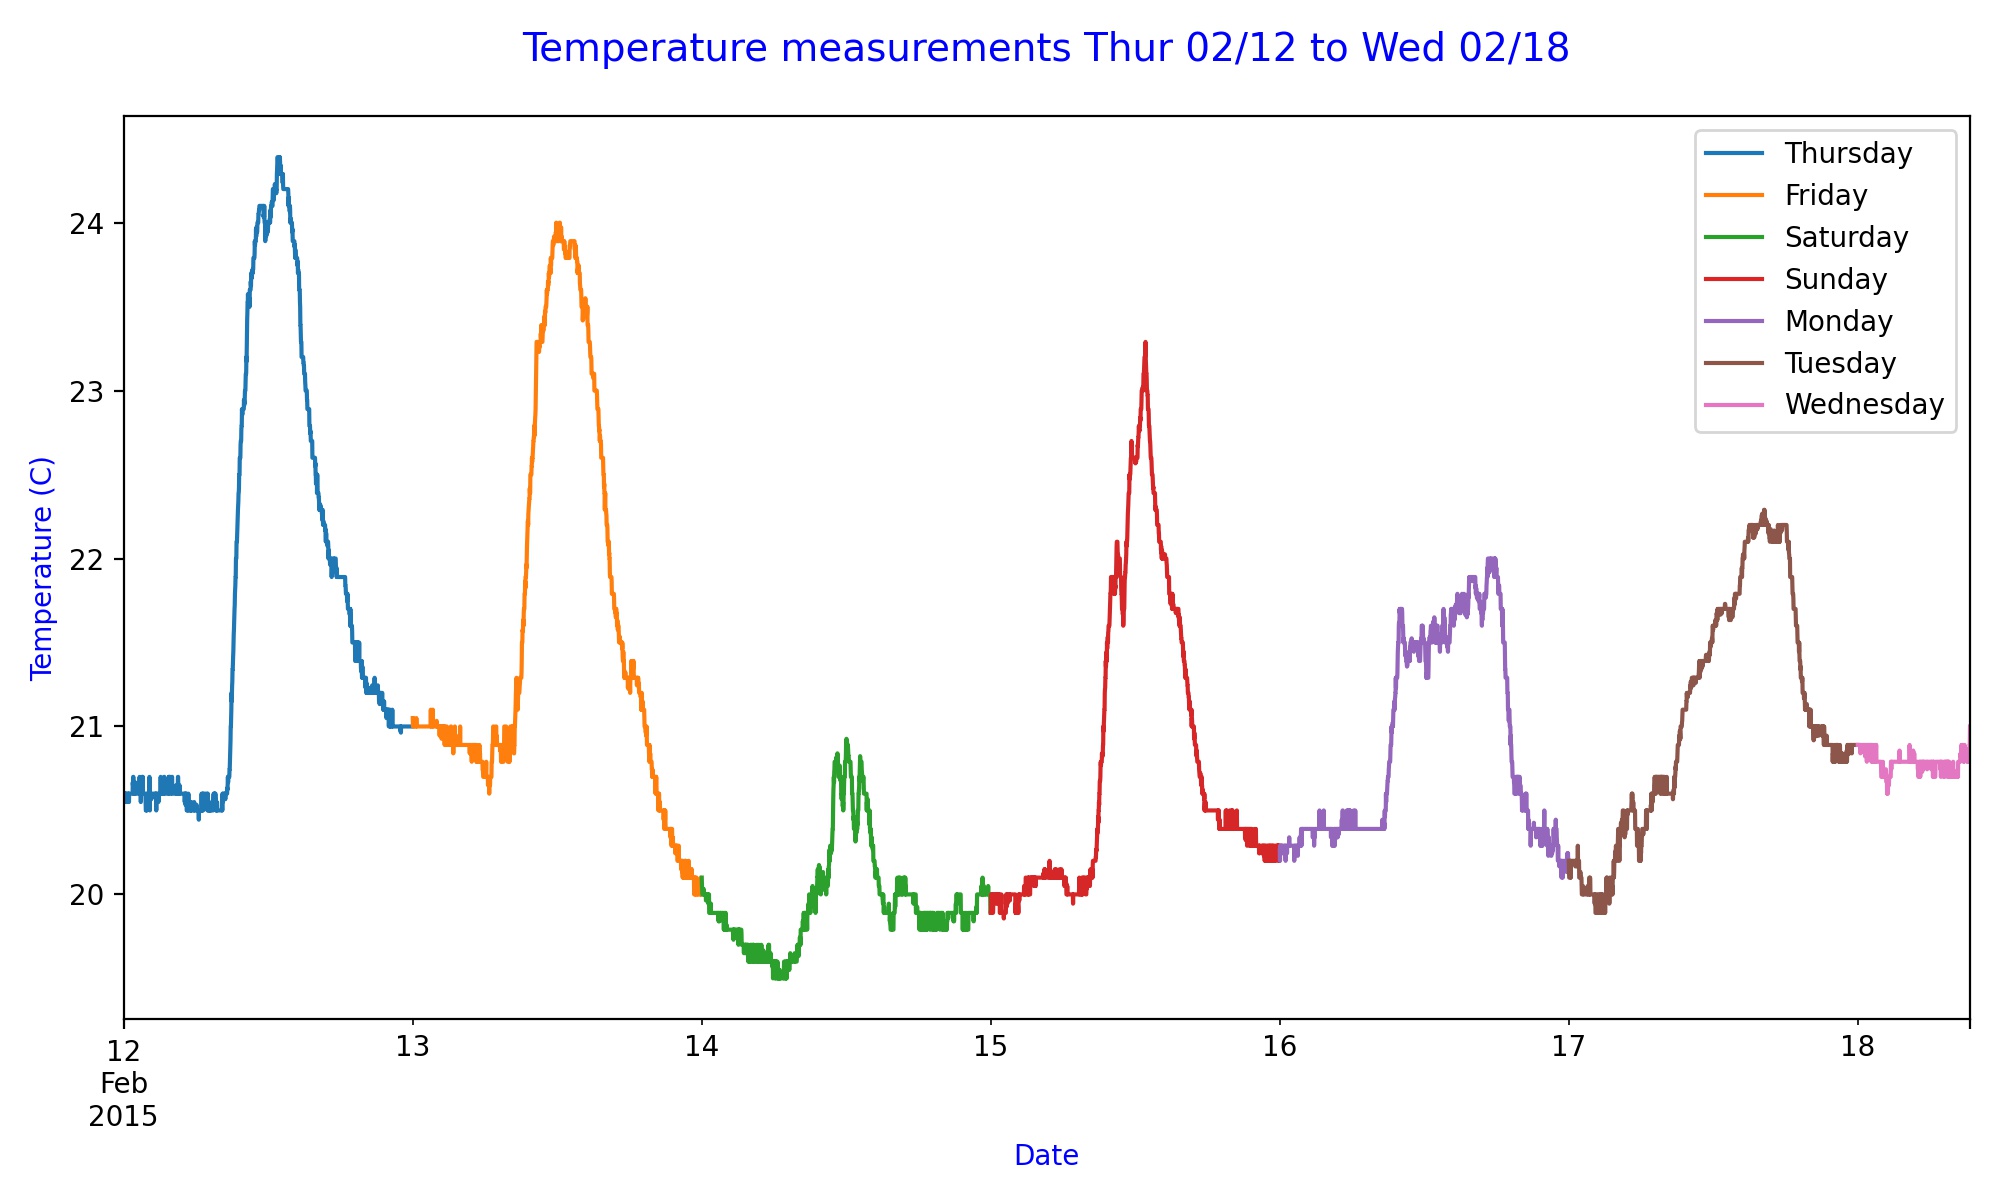 Temperature measurements Thur 02/12 to Wed 02/18
Thursday
Friday
Saturday
Sunday
Monday
Tuesday
Wednesday
24
23
22
21
20
Temperature (C)
12 13 14 15 16 17 18
Feb
2015
Date